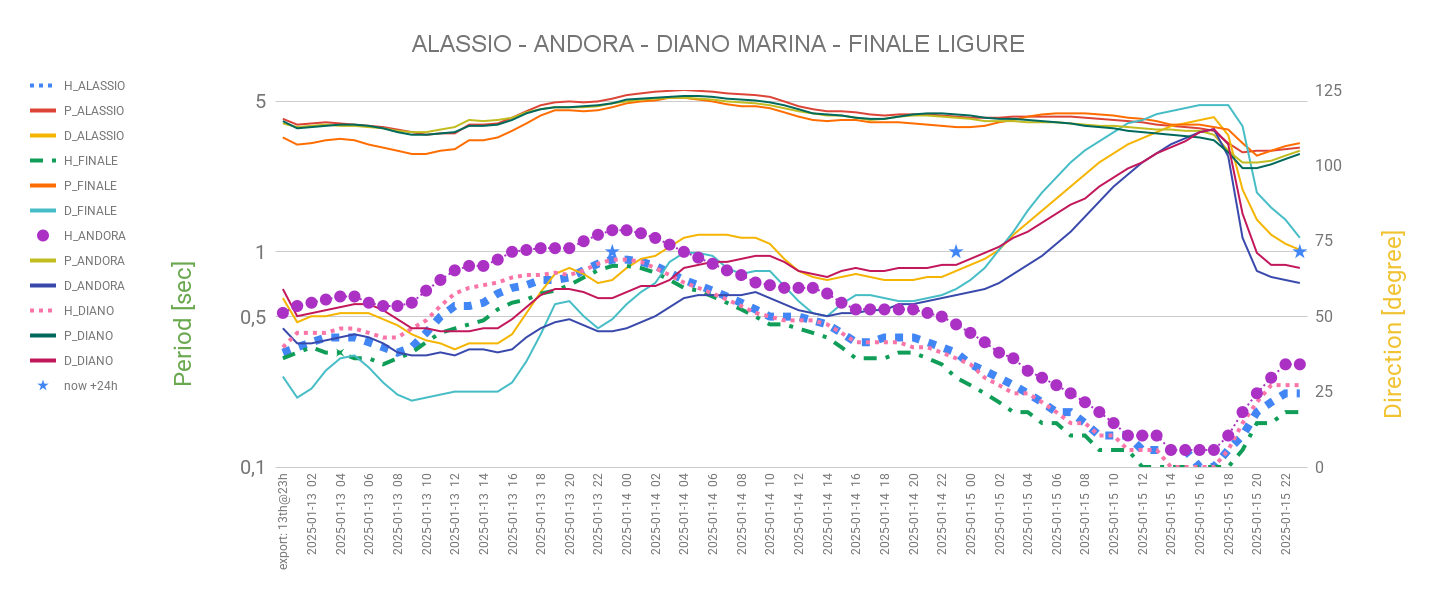 ALASSIO - ANDORA - DIANO MARINA - FINALE LIGURE
H_ALASSIO
P_ALASSIO
D_ALASSIO
H_FINALE
P_FINALE
D_FINALE
H_ANDORA
P_ANDORA
D_ANDORA
H_DIANO
P_DIANO
D_DIANO
now +24h
Period [sec]
5
1
0,5
0,1
125
100
75
50
25
0
Direction [degree]
export: 13th@23h
2025-01-13 02
2025-01-13 04
2025-01-13 06
2025-01-13 08
2025-01-13 10
2025-01-13 12
2025-01-13 14
2025-01-13 16
2025-01-13 18
2025-01-13 20
2025-01-13 22
2025-01-14 00
2025-01-14 02
2025-01-14 04
2025-01-14 06
2025-01-14 08
2025-01-14 10
2025-01-14 12
2025-01-14 14
2025-01-14 16
2025-01-14 18
2025-01-14 20
2025-01-14 22
2025-01-15 00
2025-01-15 02
2025-01-15 04
2025-01-15 06
2025-01-15 08
2025-01-15 10
2025-01-15 12
2025-01-15 14
2025-01-15 16
2025-01-15 18
2025-01-15 20
2025-01-15 22